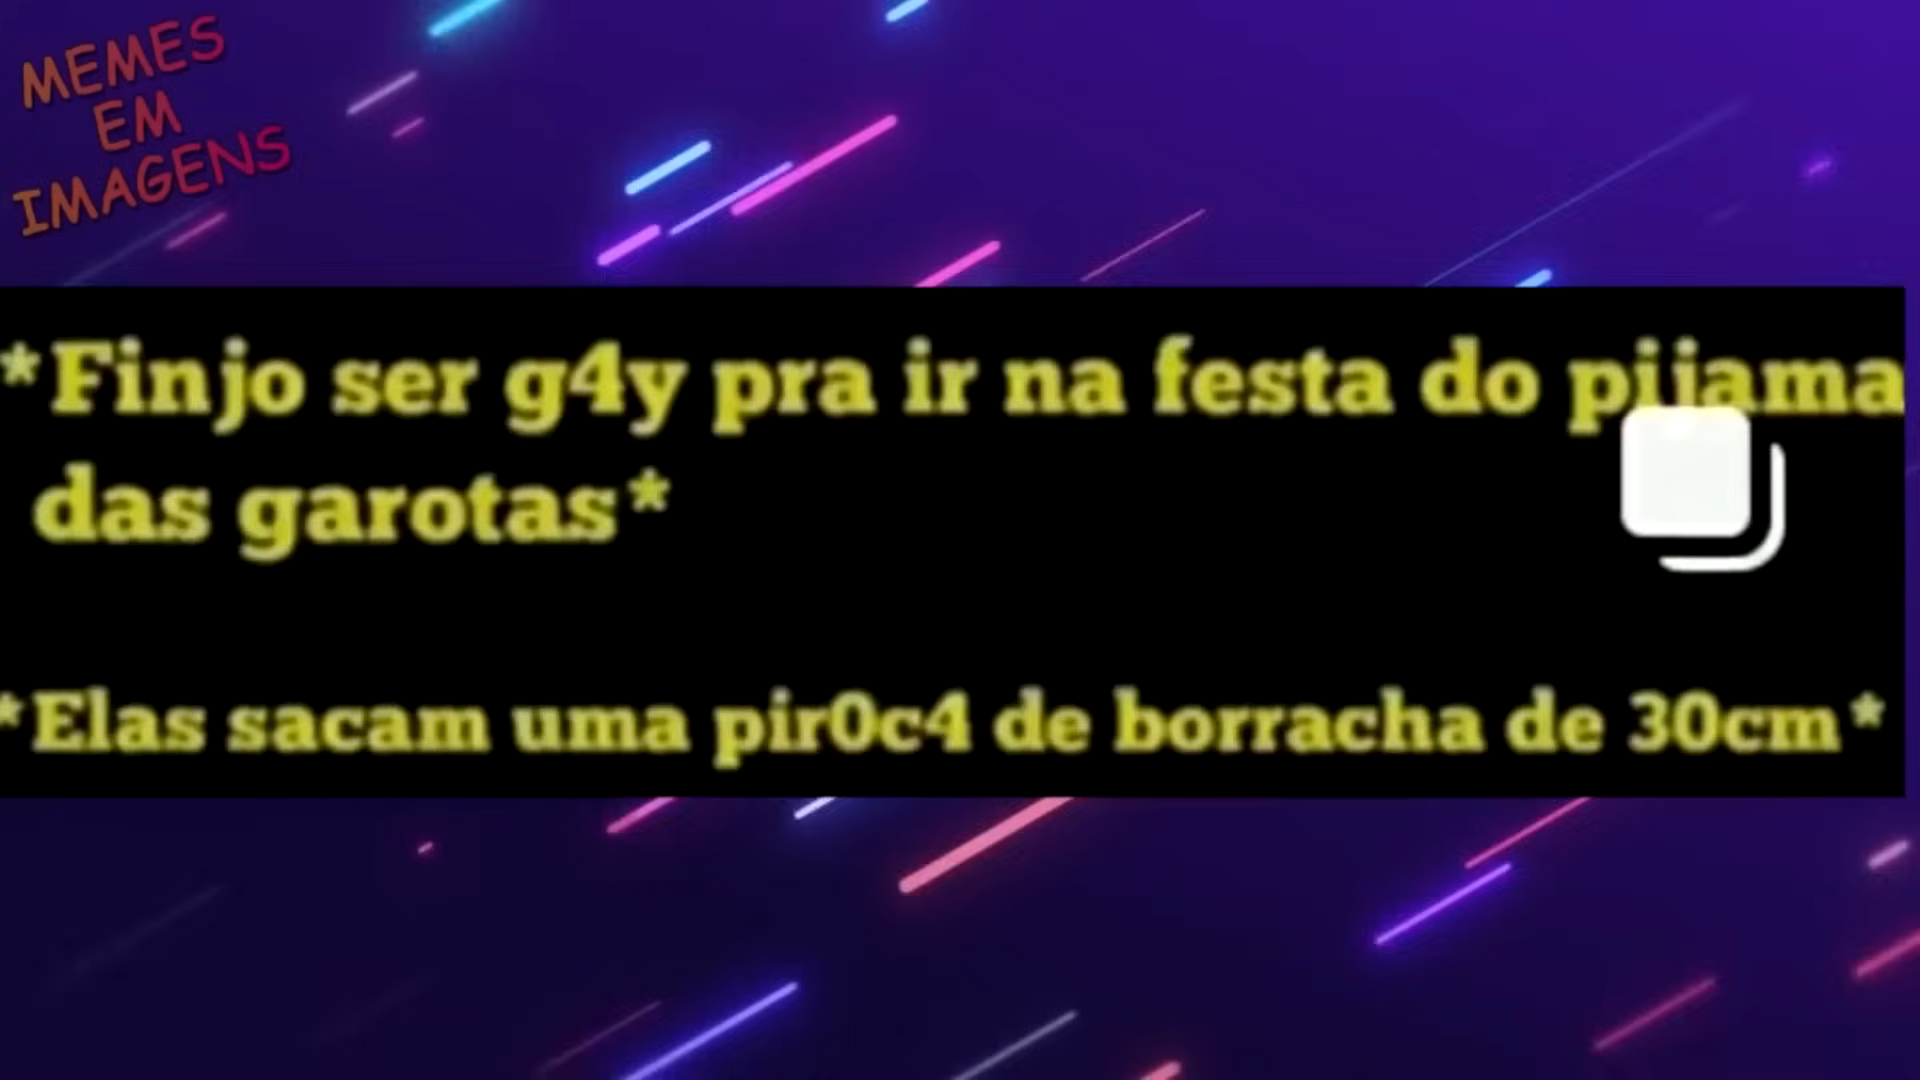 MEMES
EM
IMAGENS
*Finjo ser g4y pra ir na festa do pijama
das garotas*
*Elas sacam uma pir0c4 de borracha de 30cm*